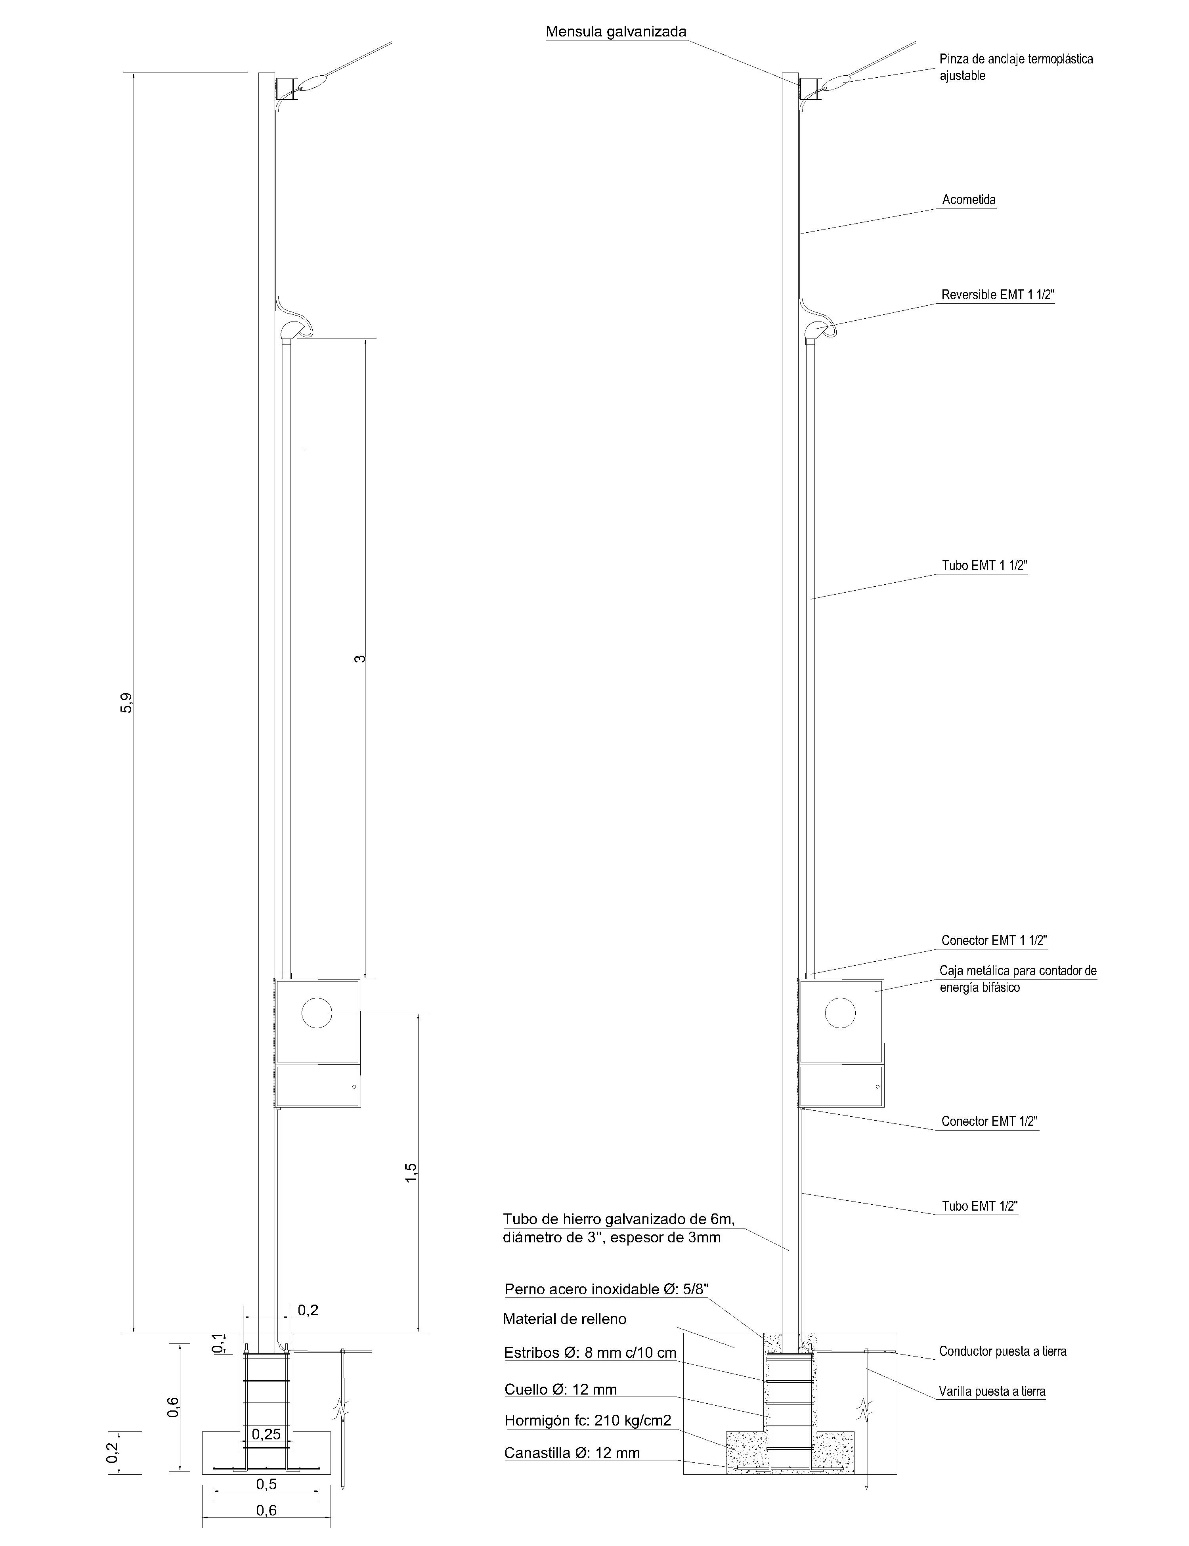 Mensula galvanizada
Pinza de anclaje termoplástica
ajustable
Acometida
Reversible EMT 1 1/2"
Tubo EMT 1 1/2"
3
5,9
Conector EMT 1 1/2"
Caja metálica para contador de
energía bifásico
Conector EMT 1/2"
1,5
Tubo EMT 1/2"
Tubo de hierro galvanizado de 6m,
diámetro de 3", espesor de 3mm
Perno acero inoxidable Ø: 5/8"
0,2
Material de relleno
0,1
Estribos Ø: 8 mm c/10 cm
Conductor puesta a tierra
Cuello Ø: 12 mm
Varilla puesta a tierra
0,6
Hormigón fc: 210 kg/cm2
0,25
0,2
Canastilla Ø: 12 mm
0,5
0,6